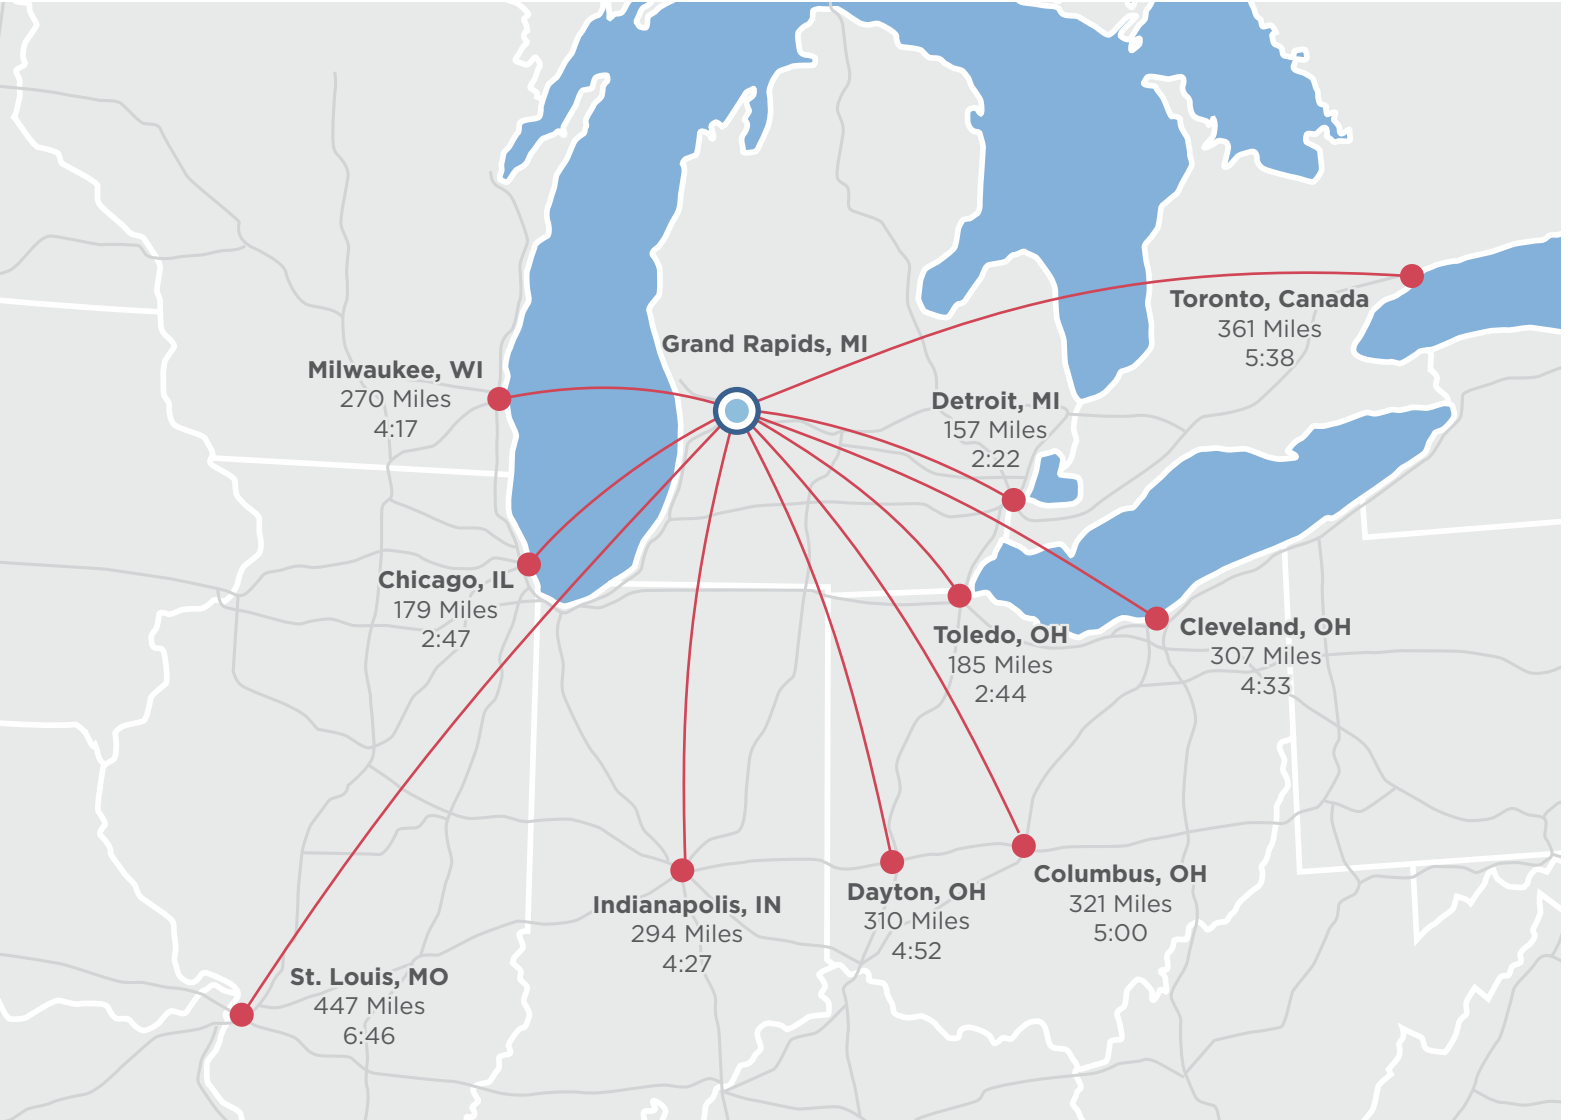 Toronto, Canada
361 Miles
5:38
Grand Rapids, MI
Milwaukee, WI
270 Miles
4:17
Detroit, MI
157 Miles
2:22
Chicago, IL
179 Miles
2:47
Toledo, OH
185 Miles
2:44
Cleveland, OH
307 Miles
4:33
Indianapolis, IN
294 Miles
4:27
Dayton, OH
310 Miles
4:52
Columbus, OH
321 Miles
5:00
St. Louis, MO
447 Miles
6:46